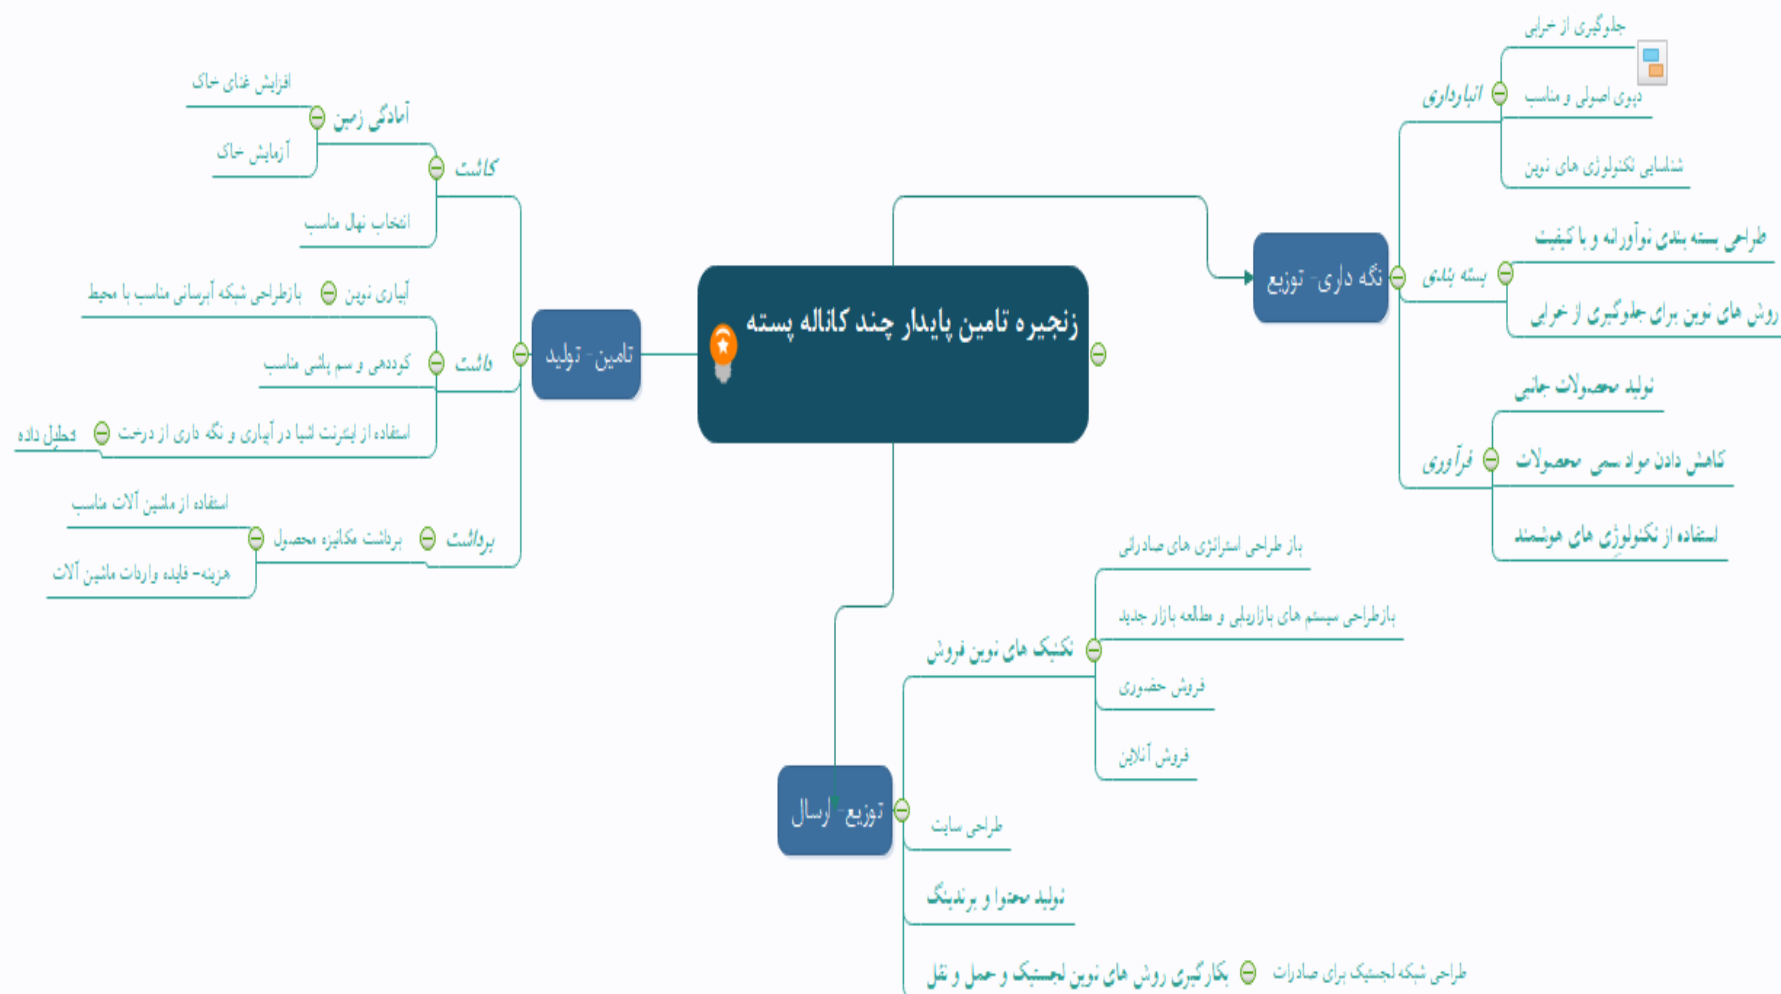 زنجیره تامین پایدار چند کاناله پسته
نگه داری- توزیع
انبارداری
جلوگیری از خرابی
دپوی اصولی و مناسب
شناسایی تکنولوژی های نوین
بسته بندی
طراحی بسته بندی نوآورانه و با کیفیت
روش های نوین برای جلوگیری از خرابی
فرآوری
تولید محصولات جانبی
کاهش دادن مواد سمی محصولات
استفاده از تکنولوژی های هوشمند
تامین- تولید
کاشت
آمادگی زمین
افزایش غنای خاک
آزمایش خاک
انتخاب نهال مناسب
داشت
آبیاری نوین
بازطراحی شبکه آبرسانی مناسب با محیط
کوددهی و سم پاشی مناسب
استفاده از اینترنت اشیا در آبیاری و نگه داری از درخت
تحلیل داده
برداشت
برداشت مکانیزه محصول
استفاده از ماشین آلات مناسب
هزینه- فایده واردات ماشین آلات
توزیع- ارسال
تکنیک های نوین فروش
باز طراحی استراتژی های صادراتی
بازطراحی سیستم های بازاریابی و مطالعه بازار جدید
فروش حضوری
فروش آنلاین
طراحی سایت
تولید محتوا و برندینگ
بکارگیری روش های نوین لجستیک و حمل و نقل
طراحی شبکه لجستیک برای صادرات